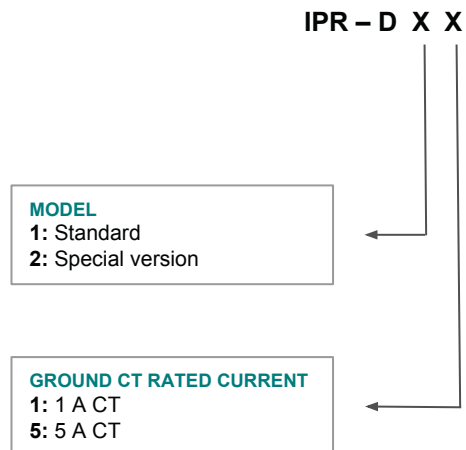 IPR – D X X
MODEL
1: Standard
2: Special version
GROUND CT RATED CURRENT
1: 1 A CT
5: 5 A CT